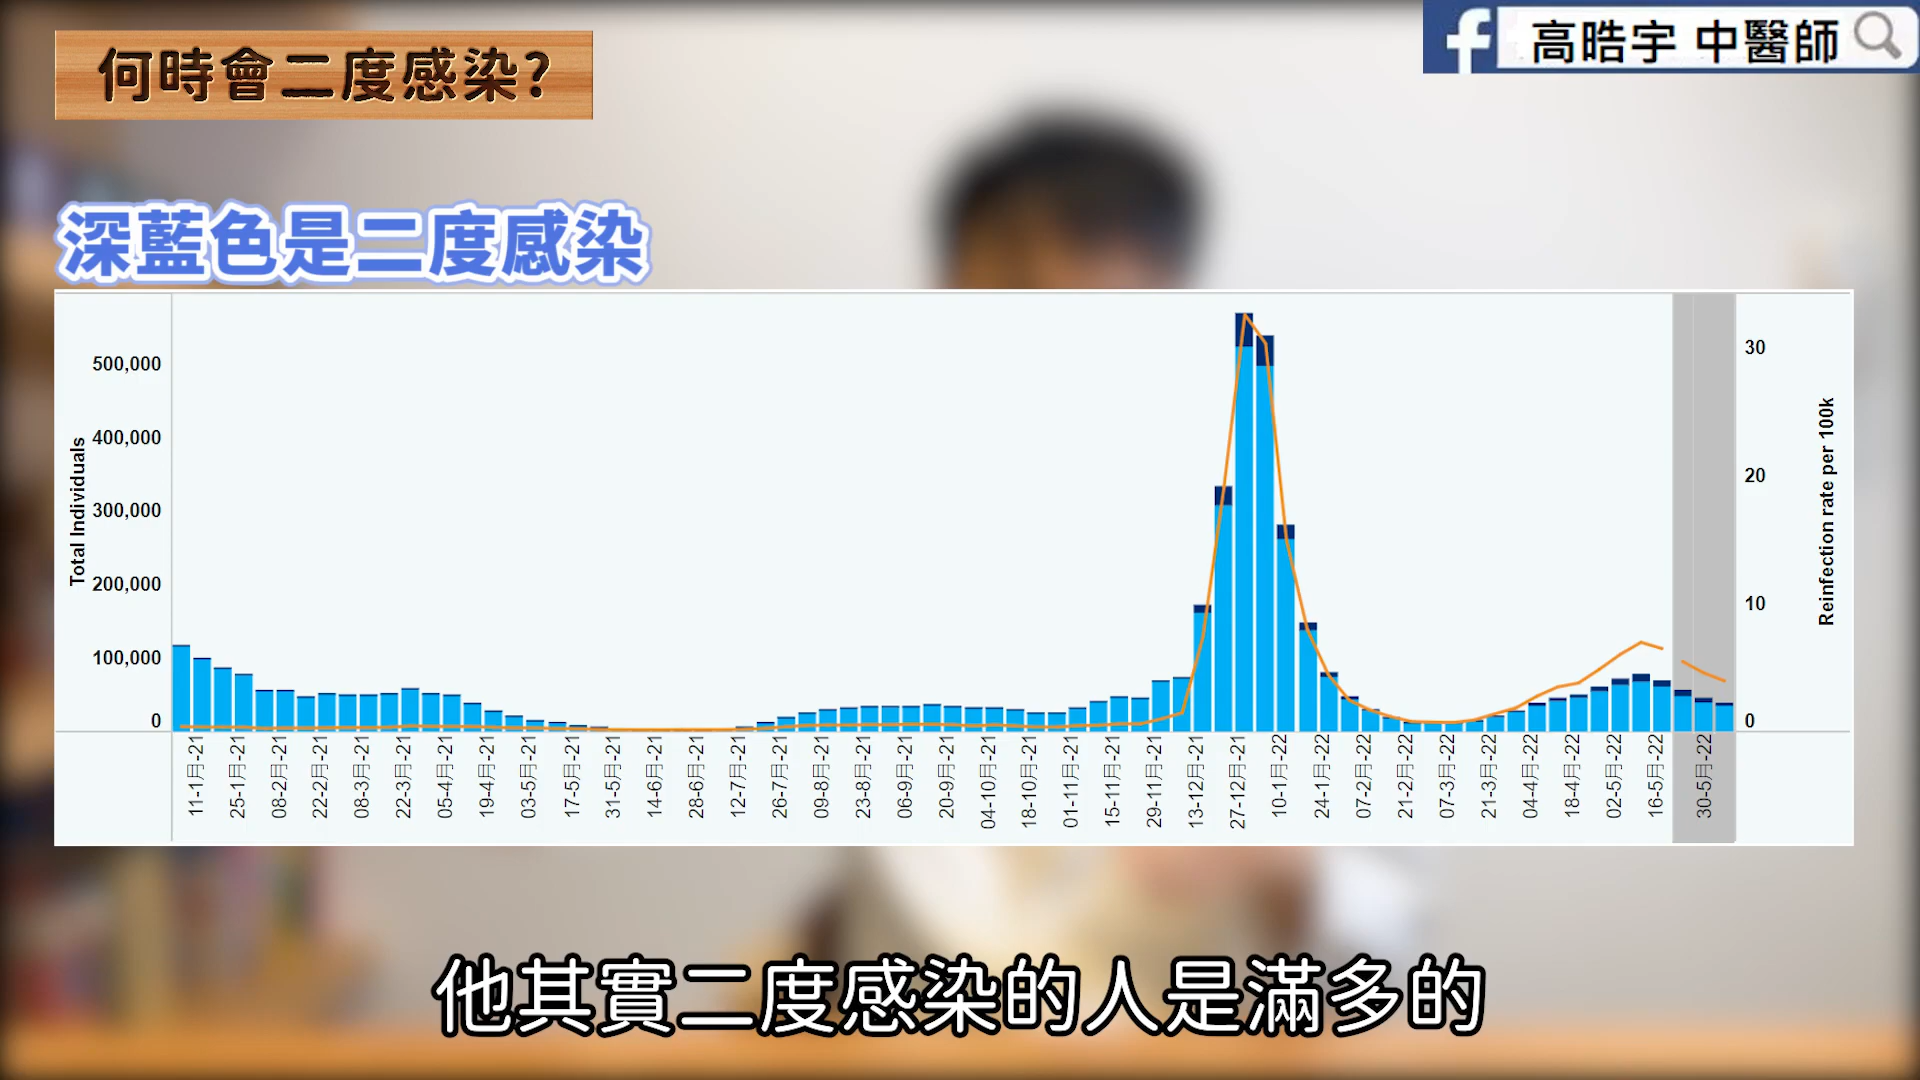 何時會二度感染?
高晧宇 中醫師
深藍色是二度感染
Total Individuals
500,000
400,000
300,000
200,000
100,000
0
30
20
10
0
Reinfection rate per 100k
11-1月-21
25-1月-21
08-2月-21
22-2月-21
08-3月-21
22-3月-21
05-4月-21
19-4月-21
03-5月-21
17-5月-21
31-5月-21
14-6月-21
28-6月-21
12-7月-21
26-7月-21
09-8月-21
23-8月-21
06-9月-21
20-9月-21
04-10月-21
18-10月-21
01-11月-21
15-11月-21
29-11月-21
13-12月-21
27-12月-21
10-1月-22
24-1月-22
07-2月-22
21-2月-22
07-3月-22
21-3月-22
04-4月-22
18-4月-22
02-5月-22
16-5月-22
30-5月-22
他其實二度感染的人是滿多的